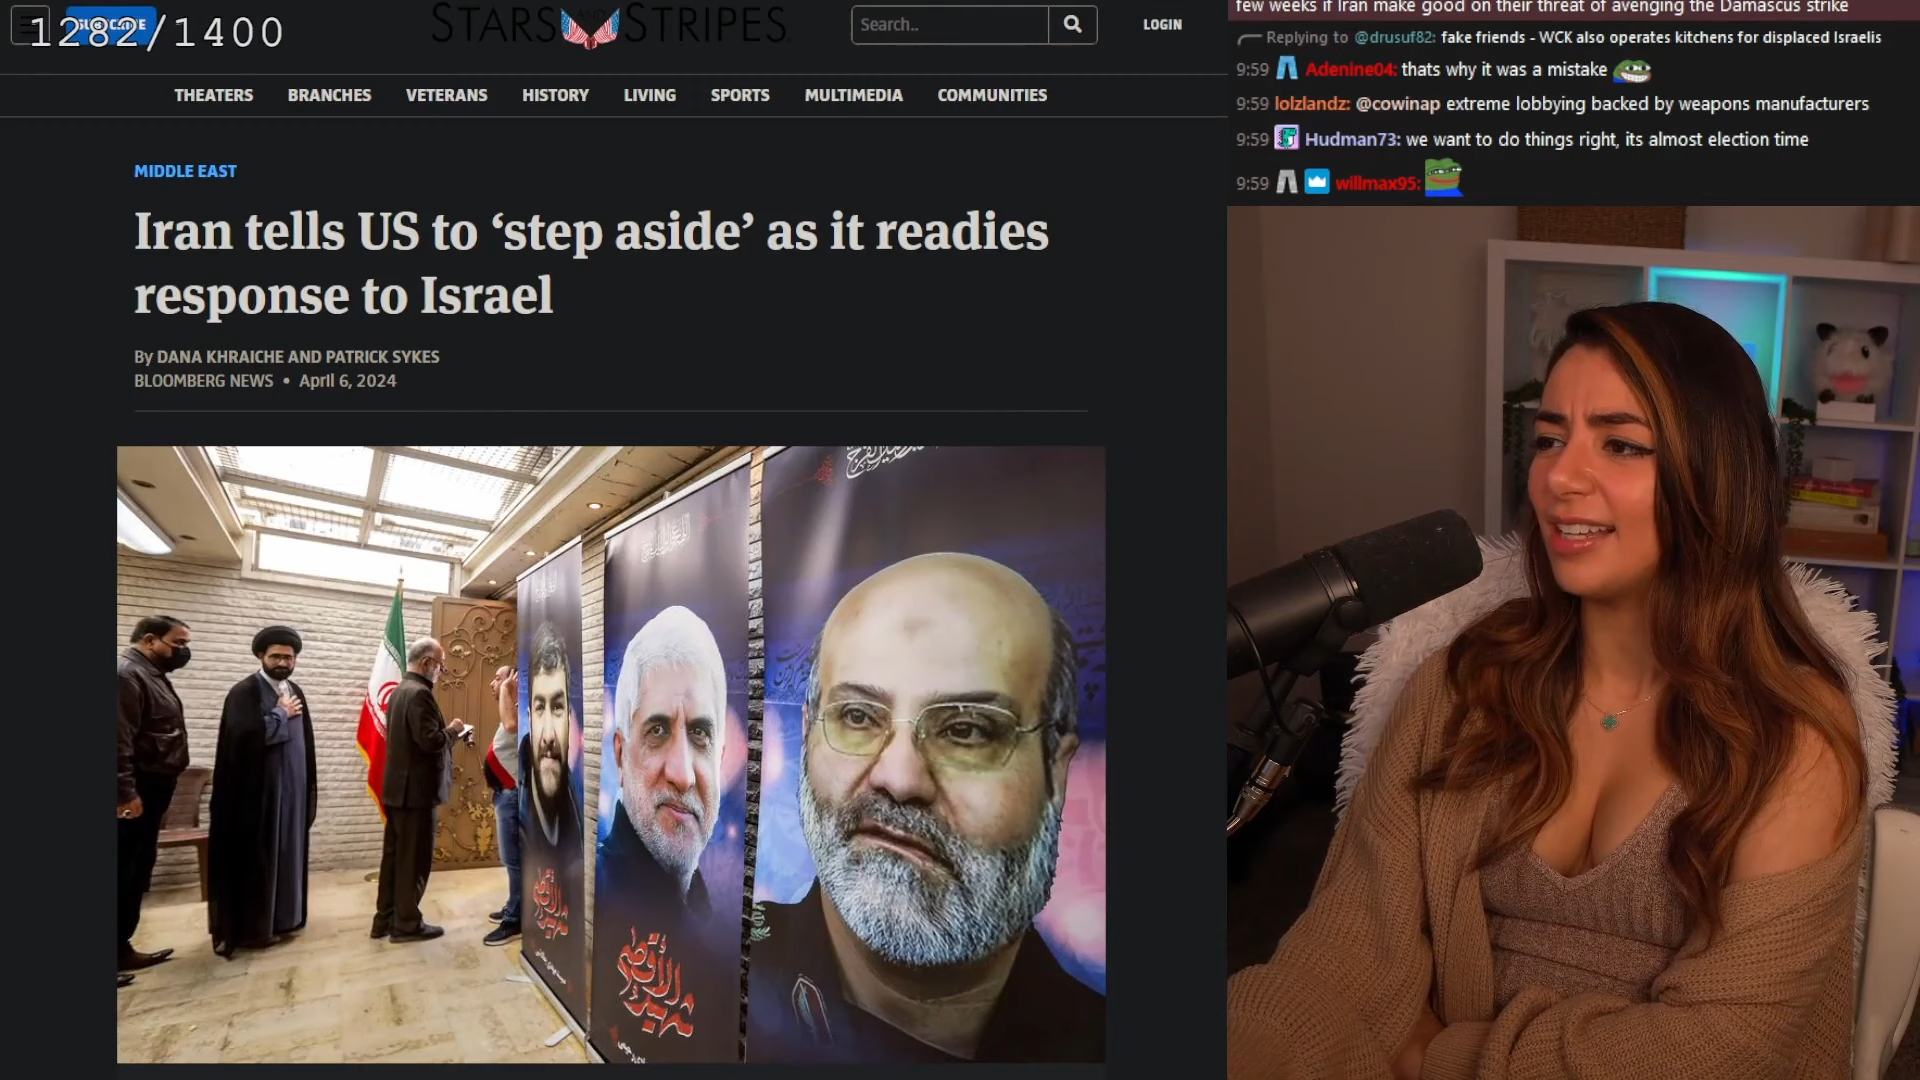 SUBSCRIBE
1282/1400
STARS AND STRIPES.
Search...
LOGIN
THEATERS BRANCHES VETERANS HISTORY LIVING SPORTS MULTIMEDIA COMMUNITIES
MIDDLE EAST
Iran tells US to ‘step aside’ as it readies
response to Israel
By DANA KHRAICHE AND PATRICK SYKES
BLOOMBERG NEWS • April 6, 2024
few weeks if Iran make good on their threat of avenging the Damascus strike
Replying to @drusuf82: fake friends - WCK also operates kitchens for displaced Israelis
9:59 Adenine04: thats why it was a mistake
9:59 lolzlandz: @cowinap extreme lobbying backed by weapons manufacturers
9:59 Hudman73: we want to do things right, its almost election time
9:59 willmax95: